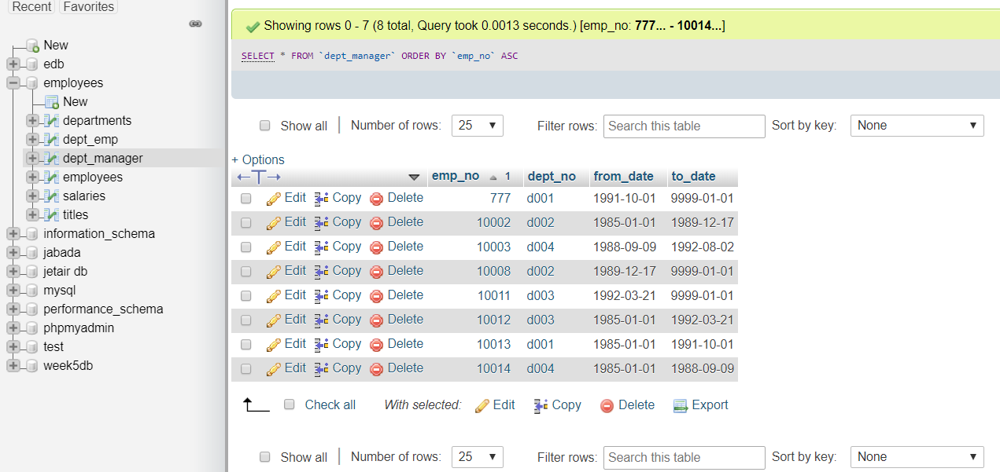 Recent Favorites
New
edb
employees
New
departments
dept_emp
dept_manager
employees
salaries
titles
information_schema
jabada
jetair db
mysql
performance_schema
phpmyadmin
test
week5db
Showing rows 0 - 7 (8 total, Query took 0.0013 seconds.) [emp_no: 777... - 10014...]
SELECT * FROM `dept_manager` ORDER BY `emp_no` ASC
Show all Number of rows: 25 Filter rows: Search this table Sort by key: None
+ Options
emp_no 1 dept_no from_date to_date
Edit Copy Delete 777 d001 1991-10-01 9999-01-01
Edit Copy Delete 10002 d002 1985-01-01 1989-12-17
Edit Copy Delete 10003 d004 1988-09-09 1992-08-02
Edit Copy Delete 10008 d002 1989-12-17 9999-01-01
Edit Copy Delete 10011 d003 1992-03-21 9999-01-01
Edit Copy Delete 10012 d003 1985-01-01 1992-03-21
Edit Copy Delete 10013 d001 1985-01-01 1991-10-01
Edit Copy Delete 10014 d004 1985-01-01 1988-09-09
Check all With selected: Edit Copy Delete Export
Show all Number of rows: 25 Filter rows: Search this table Sort by key: None